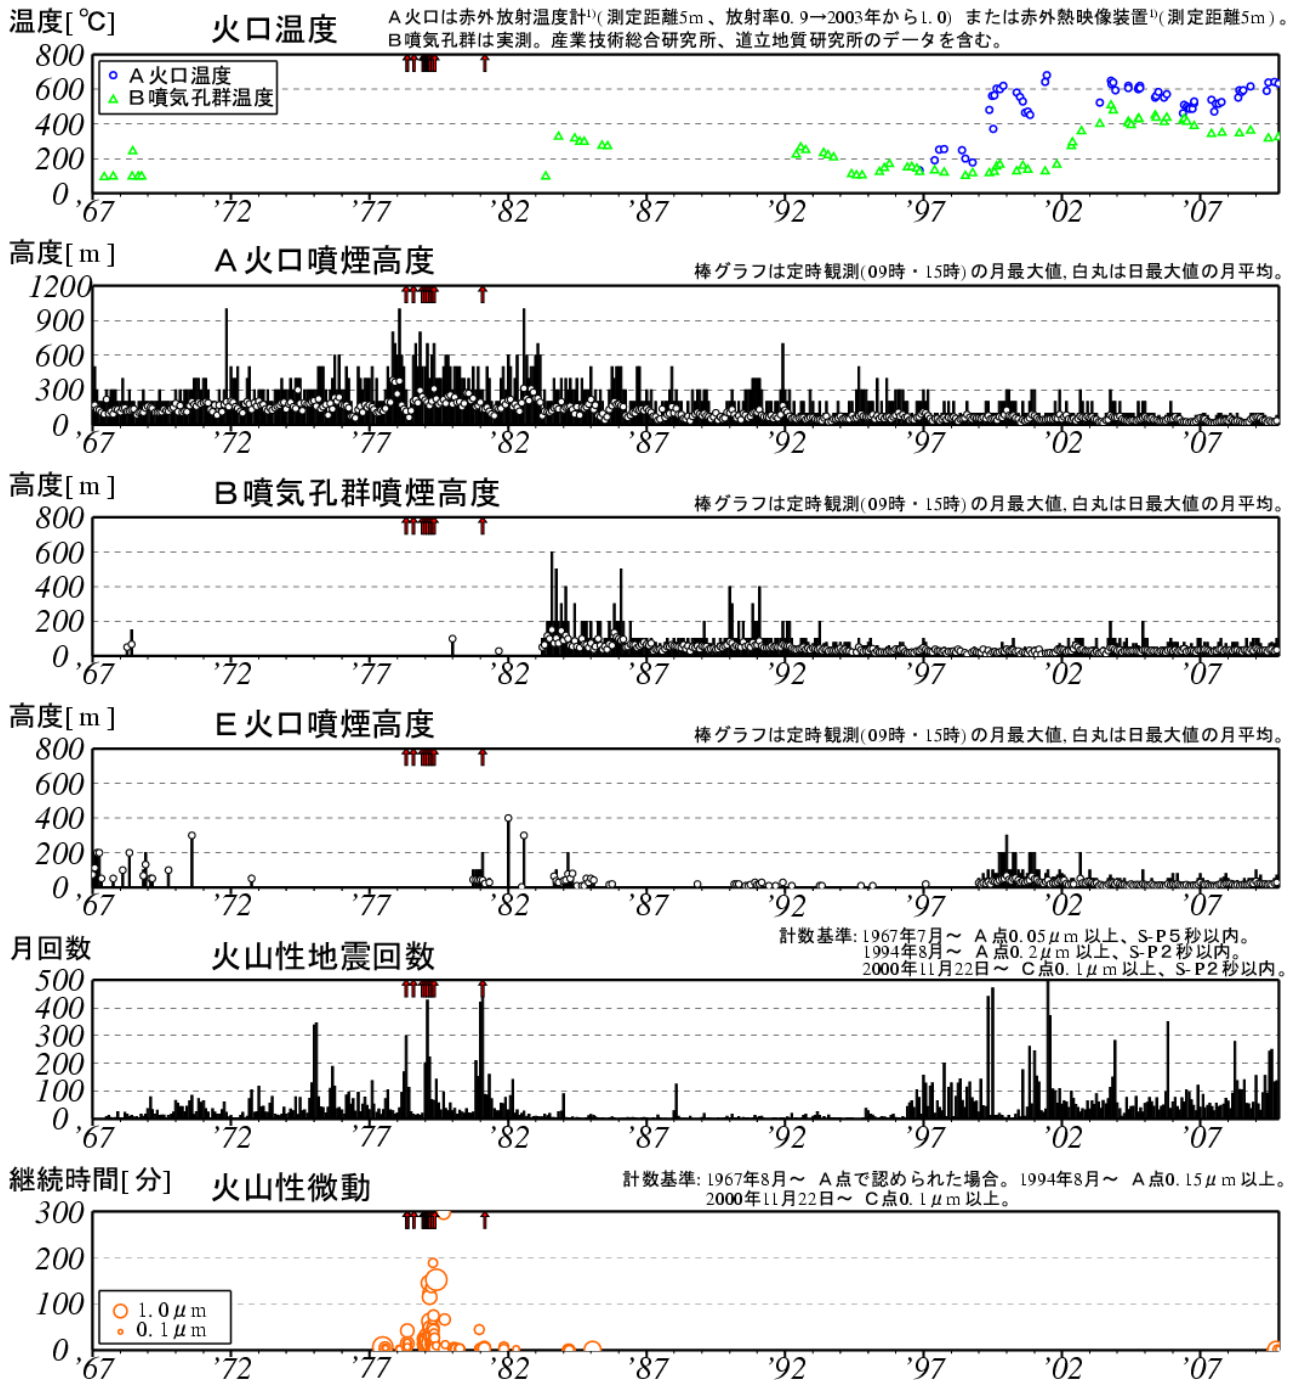 温度[℃]
火口温度
A火口は赤外放射温度計¹⁾(測定距離5m、放射率0.9→2003年から1.0) または赤外熱映像装置¹⁾(測定距離5m)。
B噴気孔群は実測。産業技術総合研究所、道立地質研究所のデータを含む。
800
600
400
200
0
A火口温度
B噴気孔群温度
'67 '72 '77 '82 '87 '92 '97 '02 '07
高度[m]
A火口噴煙高度
棒グラフは定時観測(09時・15時)の月最大値,白丸は日最大値の月平均。
1200
900
600
300
0
'67 '72 '77 '82 '87 '92 '97 '02 '07
高度[m]
B噴気孔群噴煙高度
棒グラフは定時観測(09時・15時)の月最大値,白丸は日最大値の月平均。
800
600
400
200
0
'67 '72 '77 '82 '87 '92 '97 '02 '07
高度[m]
E火口噴煙高度
棒グラフは定時観測(09時・15時)の月最大値,白丸は日最大値の月平均。
800
600
400
200
0
'67 '72 '77 '82 '87 '92 '97 '02 '07
月回数
火山性地震回数
計数基準:1967年7月～ A点0.05μm以上、S-P5秒以内。
1994年8月～ A点0.2μm以上、S-P2秒以内。
2000年11月22日～ C点0.1μm以上、S-P2秒以内。
500
400
300
200
100
0
'67 '72 '77 '82 '87 '92 '97 '02 '07
継続時間[分]
火山性微動
計数基準:1967年8月～ A点で認められた場合。1994年8月～ A点0.15μm以上。
2000年11月22日～ C点0.1μm以上。
300
200
100
0
1.0μm
0.1μm
'67 '72 '77 '82 '87 '92 '97 '02 '07